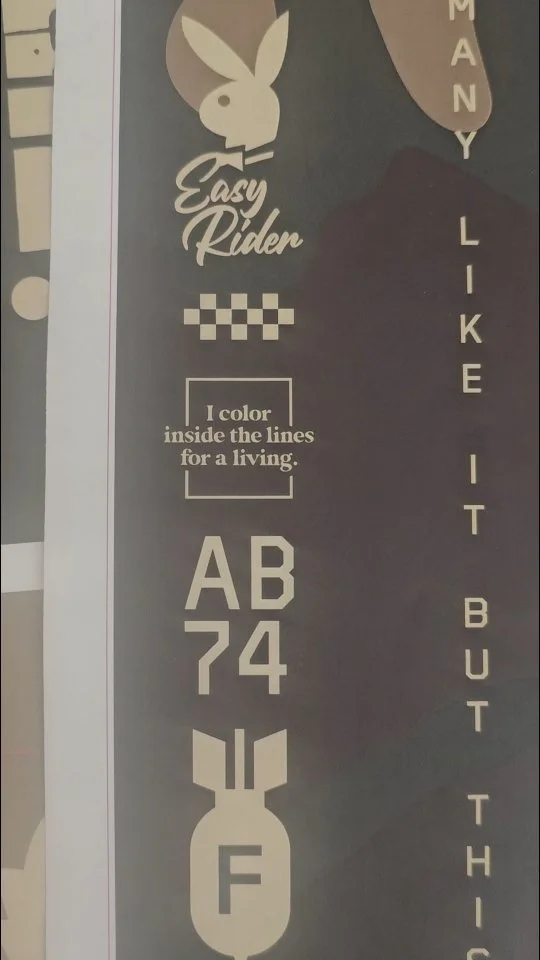 Easy
Rider
I color
inside the lines
for a living.
AB
74
F
MANY LIKE IT BUT THIS